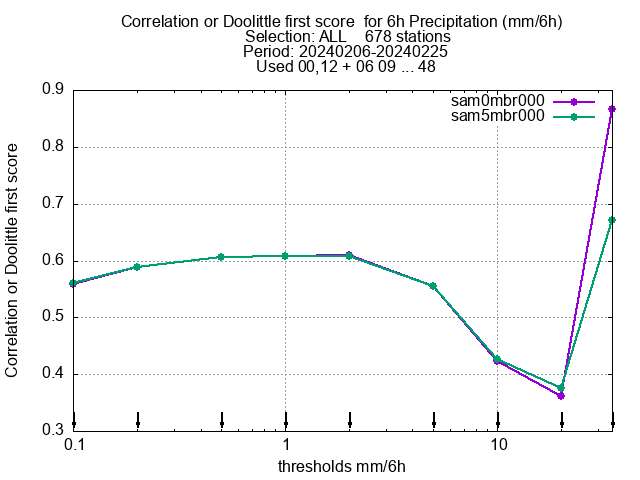 Correlation or Doolittle first score  for 6h Precipitation (mm/6h)
Selection: ALL    678 stations
Period: 20240206-20240225
Used 00,12 + 06 09 ... 48
sam0mbr000
sam5mbr000
Correlation or Doolittle first score
0.9
0.8
0.7
0.6
0.5
0.4
0.3
0.1
1
10
thresholds mm/6h